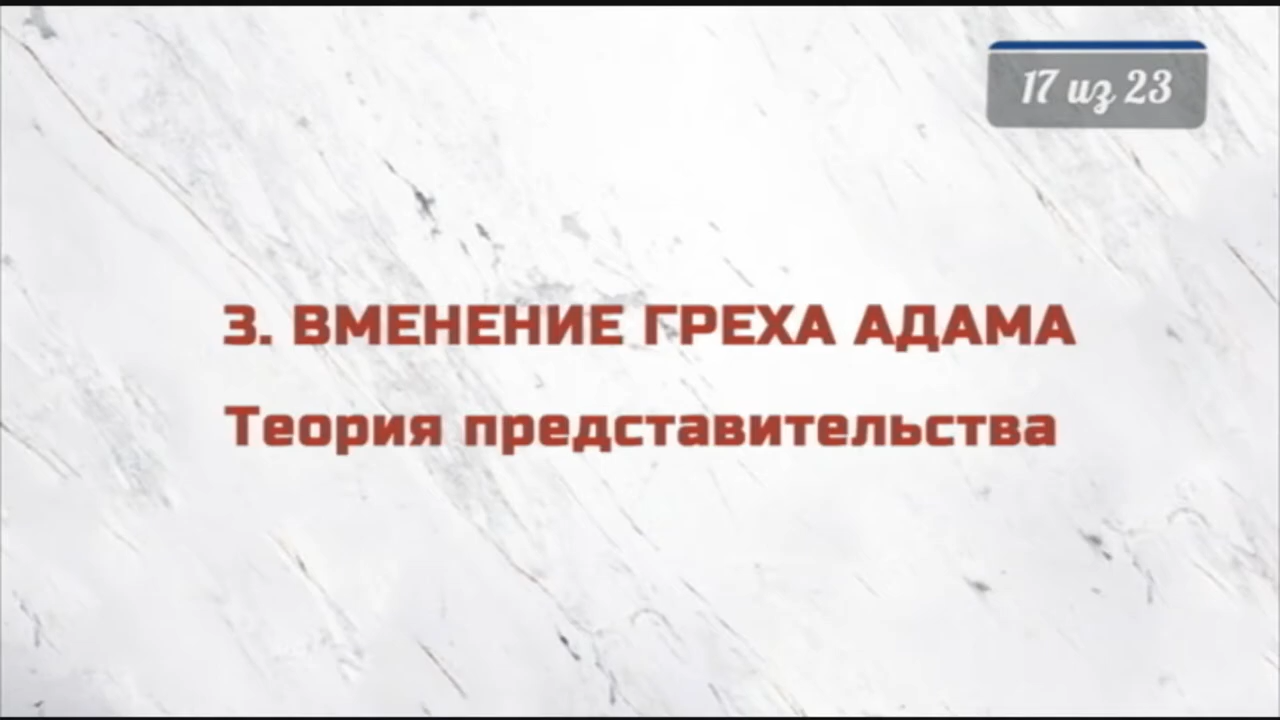 17 из 23
3. ВМЕНЕНИЕ ГРЕХА АДАМА
Теория представительства